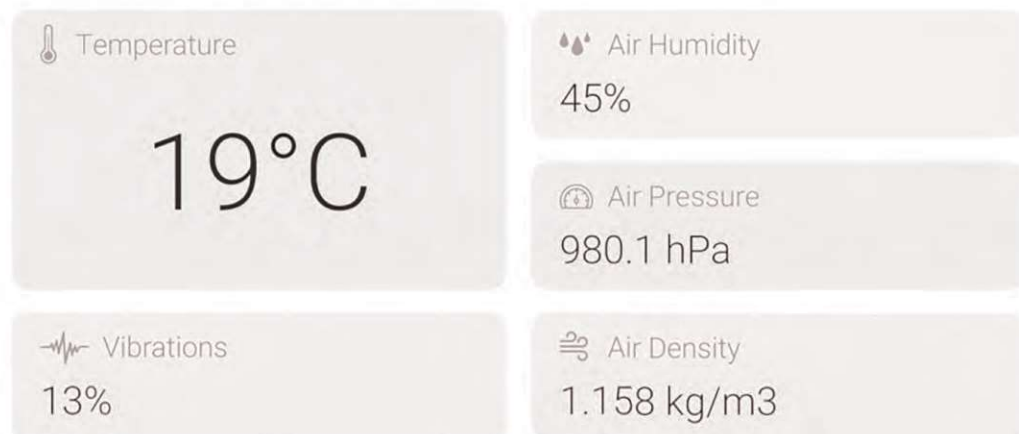 Temperature
19°C
Air Humidity
45%
Air Pressure
980.1 hPa
Vibrations
13%
Air Density
1.158 kg/m3